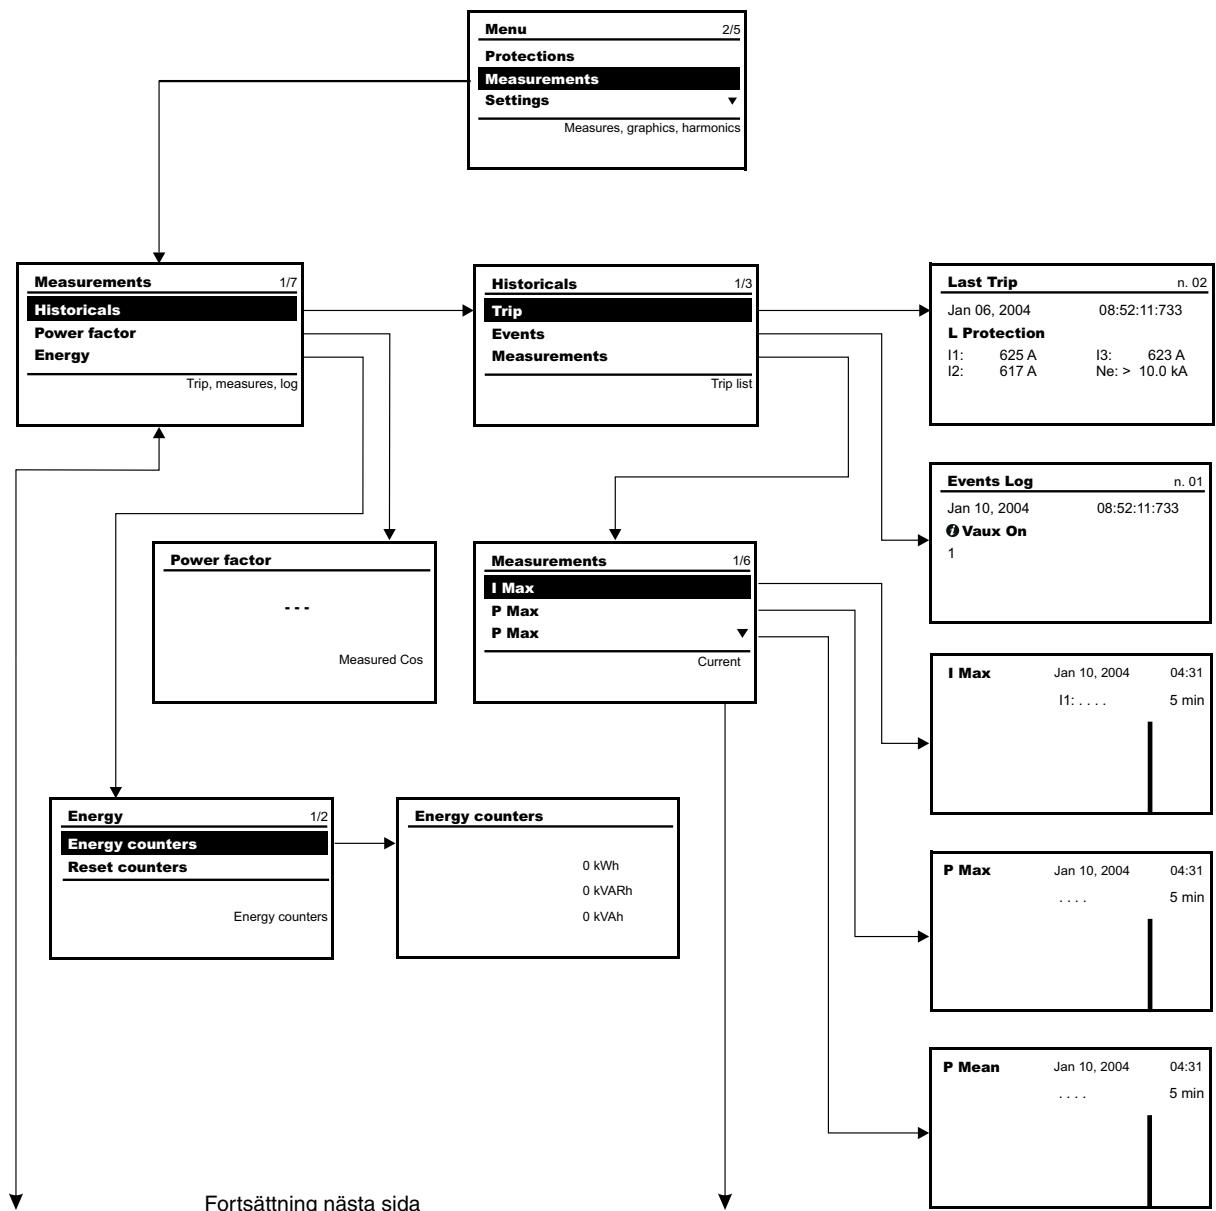 Menu 2/5
Protections
Measurements
Settings ▼
Measures, graphics, harmonics
Measurements 1/7
Historicals
Power factor
Energy
Trip, measures, log
Historicals 1/3
Trip
Events
Measurements
Trip list
Last Trip n. 02
Jan 06, 2004 08:52:11:733
L Protection
I1: 625 A I3: 623 A
I2: 617 A Ne: > 10.0 kA
Events Log n. 01
Jan 10, 2004 08:52:11:733
i Vaux On
1
Power factor
- - -
Measured Cos
Measurements 1/6
I Max
P Max
P Max ▼
Current
I Max Jan 10, 2004 04:31
I1: . . . . 5 min
Energy 1/2
Energy counters
Reset counters
Energy counters
Energy counters
0 kWh
0 kVARh
0 kVAh
P Max Jan 10, 2004 04:31
. . . . 5 min
P Mean Jan 10, 2004 04:31
. . . . 5 min
Fortsättning nästa sida